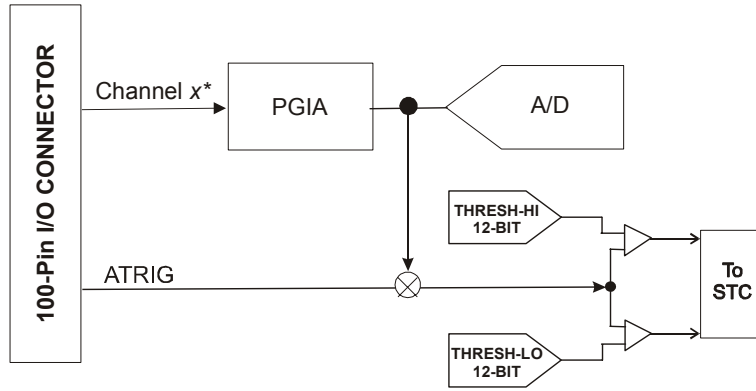 100-Pin I/O CONNECTOR
Channel x*
PGIA
A/D
THRESH-HI
12-BIT
ATRIG
To
STC
THRESH-LO
12-BIT